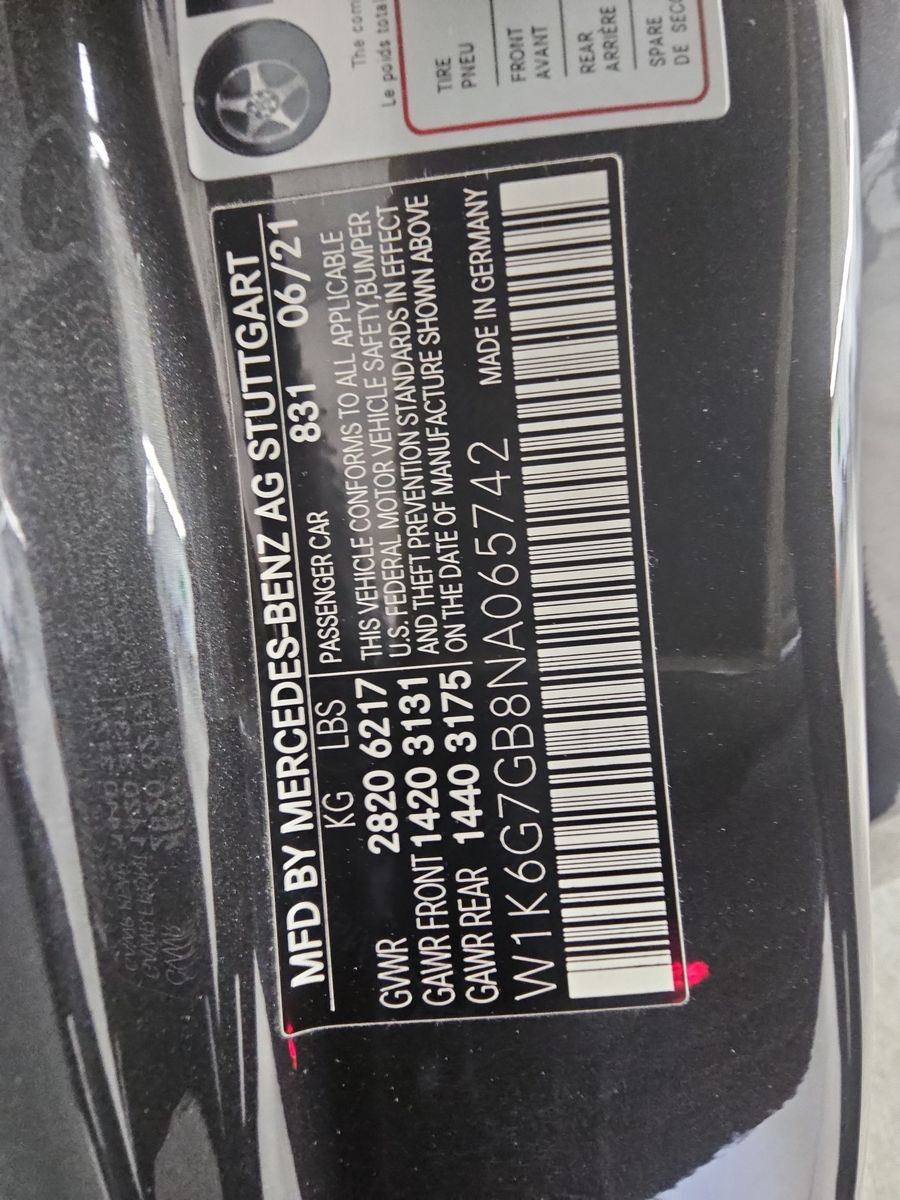 MFD BY MERCEDES-BENZ AG STUTTGART
KG LBS PASSENGER CAR 831 06/21
GVWR 2820 6217
GAWR FRONT 1420 3131
GAWR REAR 1440 3175
THIS VEHICLE CONFORMS TO ALL APPLICABLE
U.S. FEDERAL MOTOR VEHICLE SAFETY,BUMPER
AND THEFT PREVENTION STANDARDS IN EFFECT
ON THE DATE OF MANUFACTURE SHOWN ABOVE
W1K6G7GB8NA065742 MADE IN GERMANY
The com
Le poids total
TIRE
PNEU
FRONT
AVANT
REAR
ARRIÈRE
SPARE
DE SECO